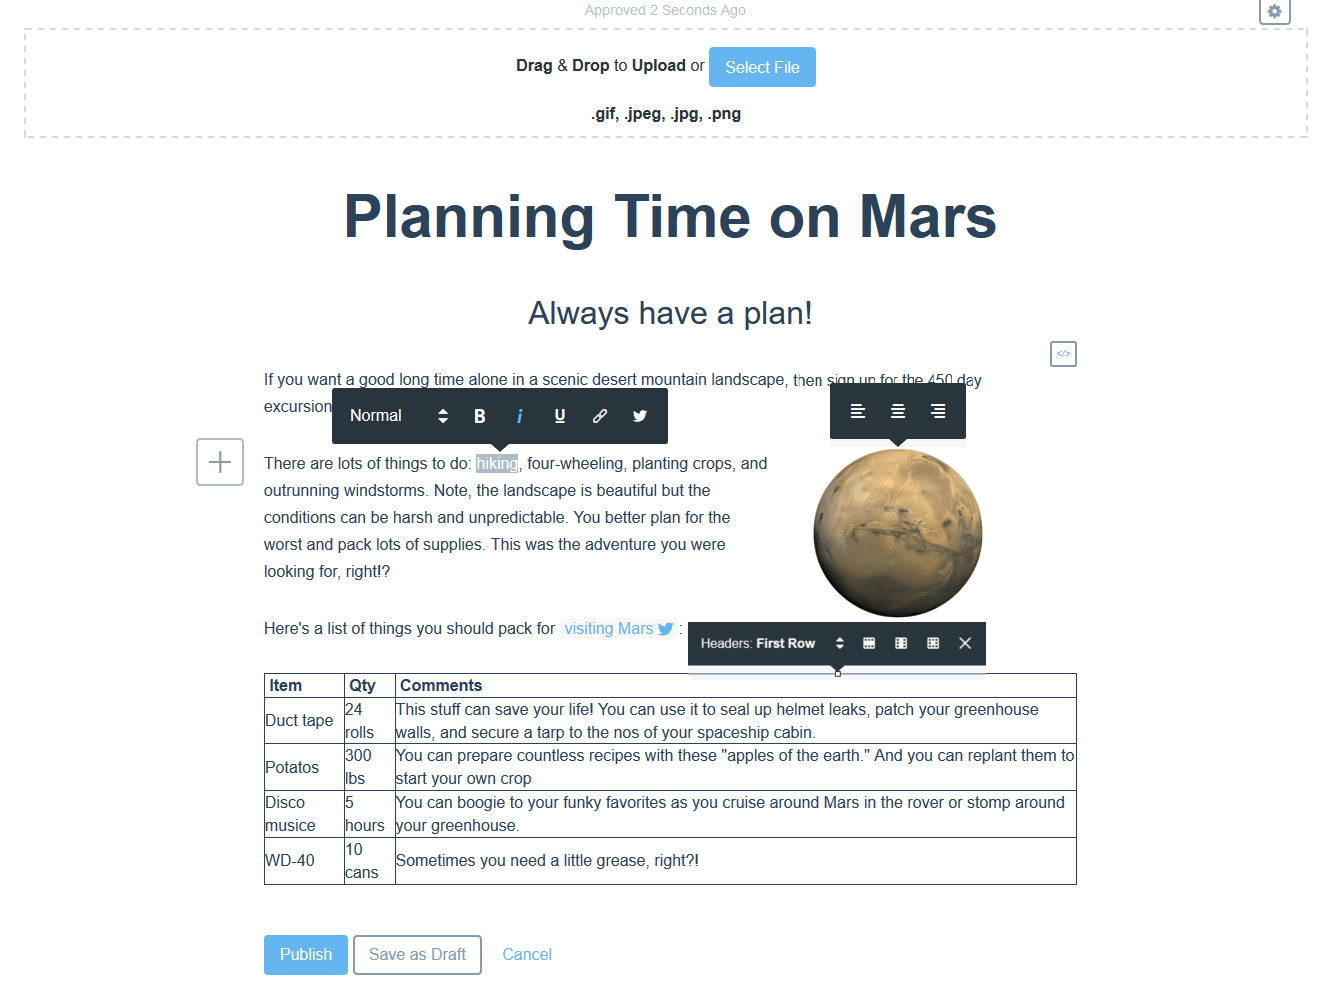 Approved 2 Seconds Ago
Drag & Drop to Upload or Select File
.gif, .jpeg, .jpg, .png
Planning Time on Mars
Always have a plan!
</>
If you want a good long time alone in a scenic desert mountain landscape, then sign up for the 450 day
excursion
Normal B i U
There are lots of things to do: hiking, four-wheeling, planting crops, and
outrunning windstorms. Note, the landscape is beautiful but the
conditions can be harsh and unpredictable. You better plan for the
worst and pack lots of supplies. This was the adventure you were
looking for, right!?
Here's a list of things you should pack for visiting Mars :
Headers: First Row
Item Qty Comments
Duct tape 24 rolls This stuff can save your life! You can use it to seal up helmet leaks, patch your greenhouse
walls, and secure a tarp to the nos of your spaceship cabin.
Potatos 300 lbs You can prepare countless recipes with these "apples of the earth." And you can replant them to
start your own crop
Disco musice 5 hours You can boogie to your funky favorites as you cruise around Mars in the rover or stomp around
your greenhouse.
WD-40 10 cans Sometimes you need a little grease, right?!
Publish Save as Draft Cancel